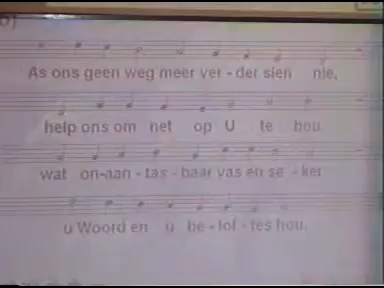 As ons geen weg meer ver - der sien nie,
help ons om net op U te hou
wat on-aan - tas - baar vas en se - ker
u Woord en u be - lof - tes hou.